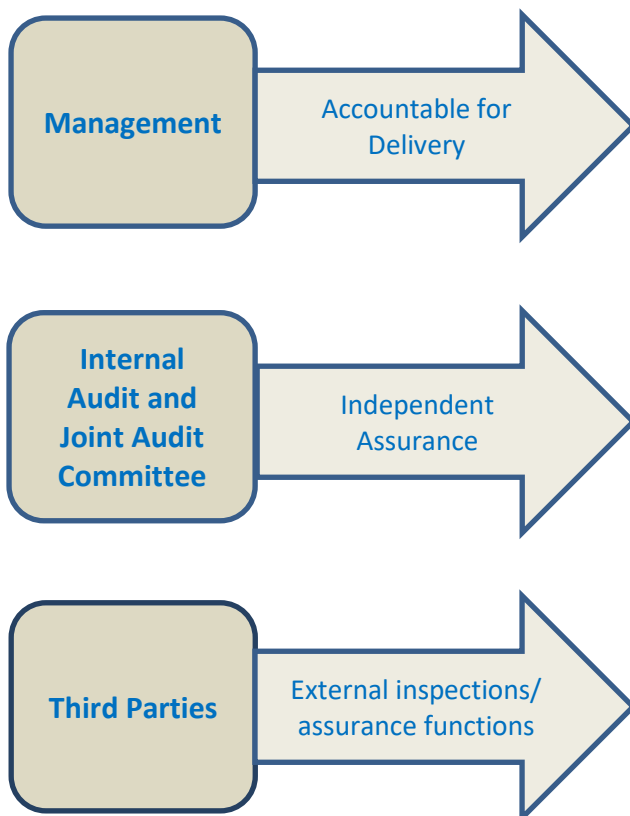 Management
Accountable for
Delivery
Internal
Audit and
Joint Audit
Committee
Independent
Assurance
Third Parties
External inspections/
assurance functions